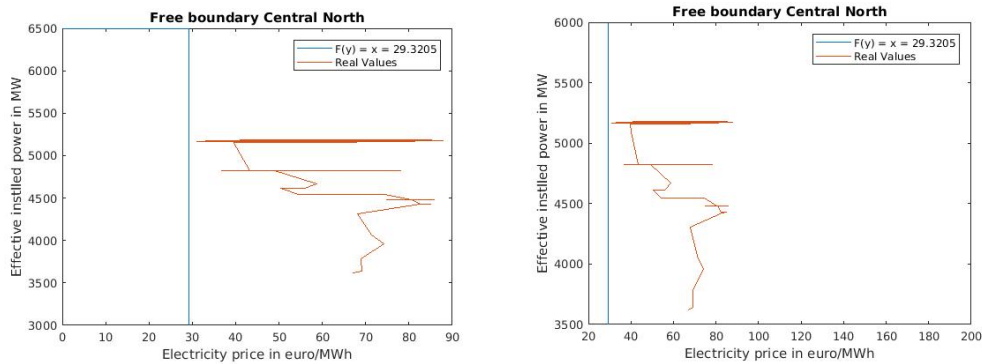 Free boundary Central North
6500
6000
5500
5000
4500
4000
3500
3000
Effective instlled power in MW
F(y) = x = 29.3205
Real Values
0 10 20 30 40 50 60 70 80 90
Electricity price in euro/MWh
Free boundary Central North
6000
5500
5000
4500
4000
3500
Effective instlled power in MW
F(y) = x = 29.3205
Real Values
20 40 60 80 100 120 140 160 180 200
Electricity price in euro/MWh